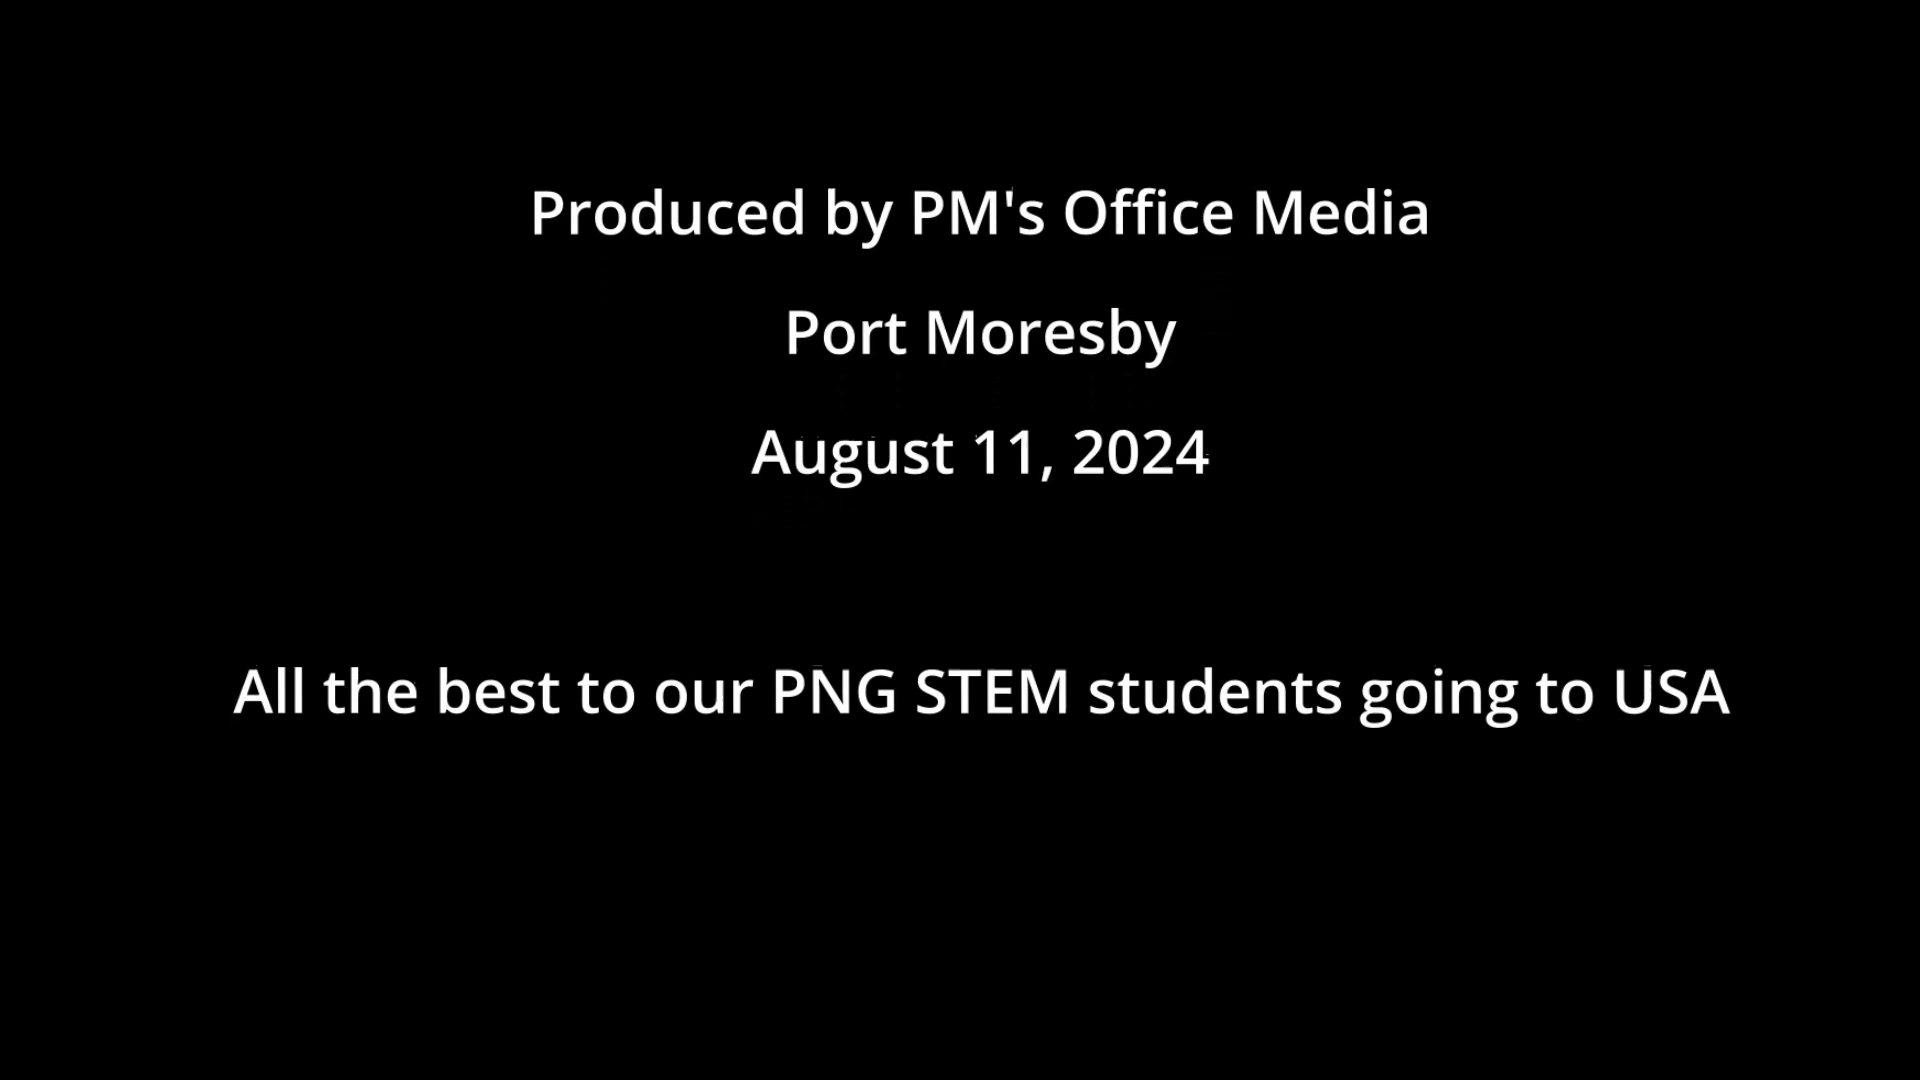 Produced by PM's Office Media
Port Moresby
August 11, 2024
All the best to our PNG STEM students going to USA